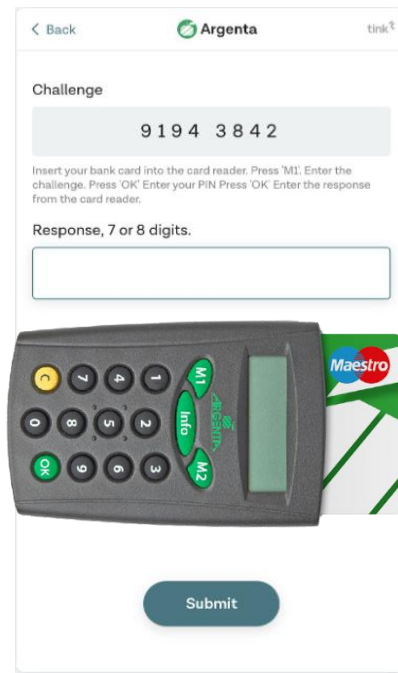 < Back
Argenta
tink
Challenge
9194 3842
Insert your bank card into the card reader. Press 'M1'. Enter the
challenge. Press 'OK' Enter your PIN Press 'OK' Enter the response
from the card reader.
Response, 7 or 8 digits.
Maestro
C 7 4 1 M1
0 8 5 2 Info ARGENTA
OK 9 6 3 M2
Submit